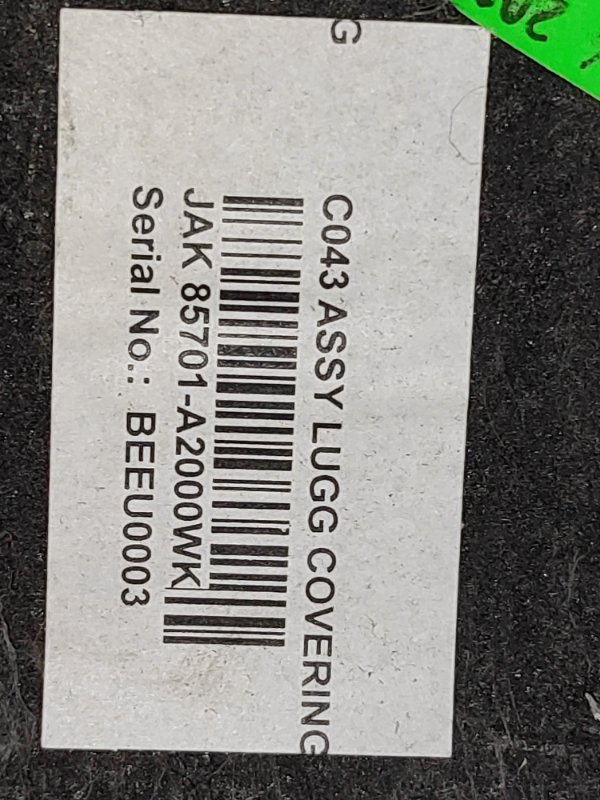 G
C043 ASSY LUGG COVERING
JAK 85701-A2000WK
Serial No.: BEEU0003